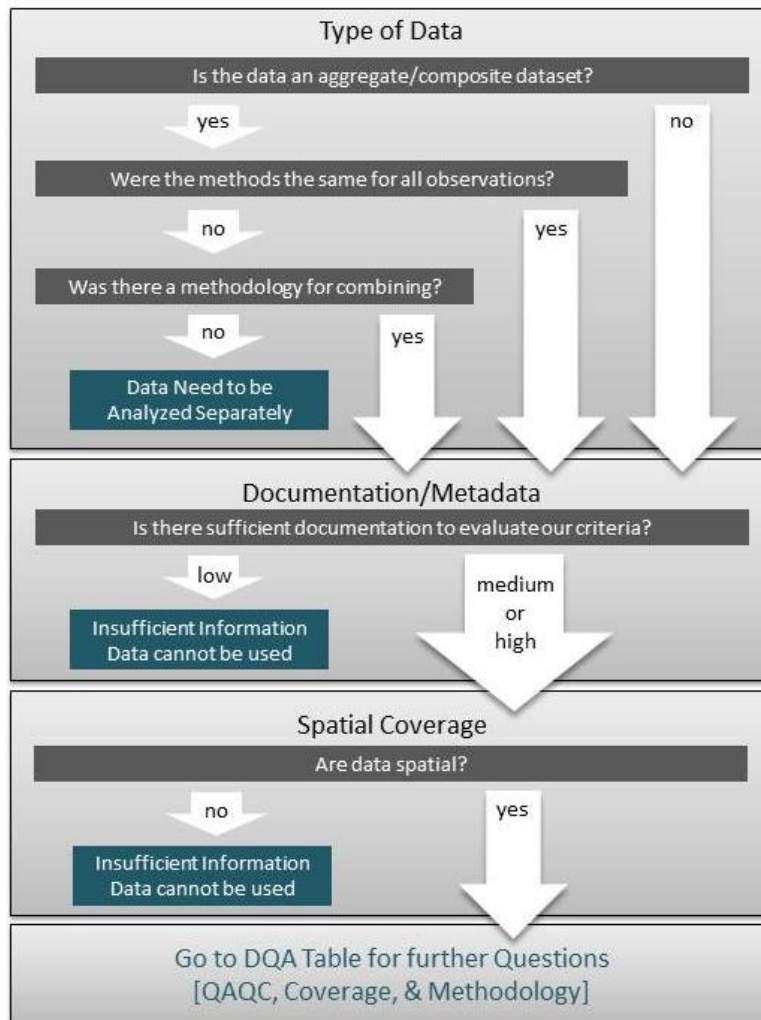 Type of Data
Is the data an aggregate/composite dataset?
yes
no
Were the methods the same for all observations?
no
yes
Was there a methodology for combining?
no
yes
Data Need to be
Analyzed Separately
Documentation/Metadata
Is there sufficient documentation to evaluate our criteria?
low
medium
or
high
Insufficient Information
Data cannot be used
Spatial Coverage
Are data spatial?
no
yes
Insufficient Information
Data cannot be used
Go to DQA Table for further Questions
[QAQC, Coverage, & Methodology]